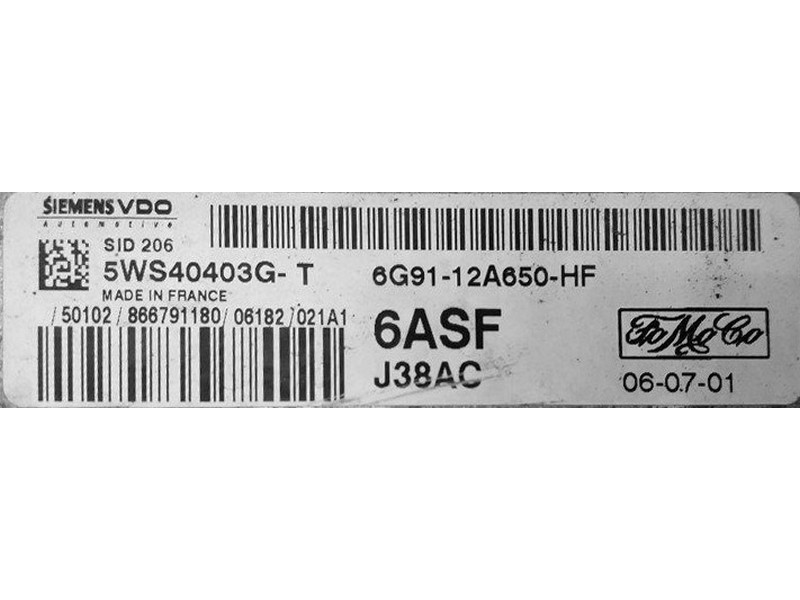 SIEMENS VDO
Automotive
SID 206
5WS40403G- T
6G91-12A650-HF
MADE IN FRANCE
/ 50102 / 866791180 / 06182 / 021A1
6ASF
FoMoCo
J38AC
06-07-01